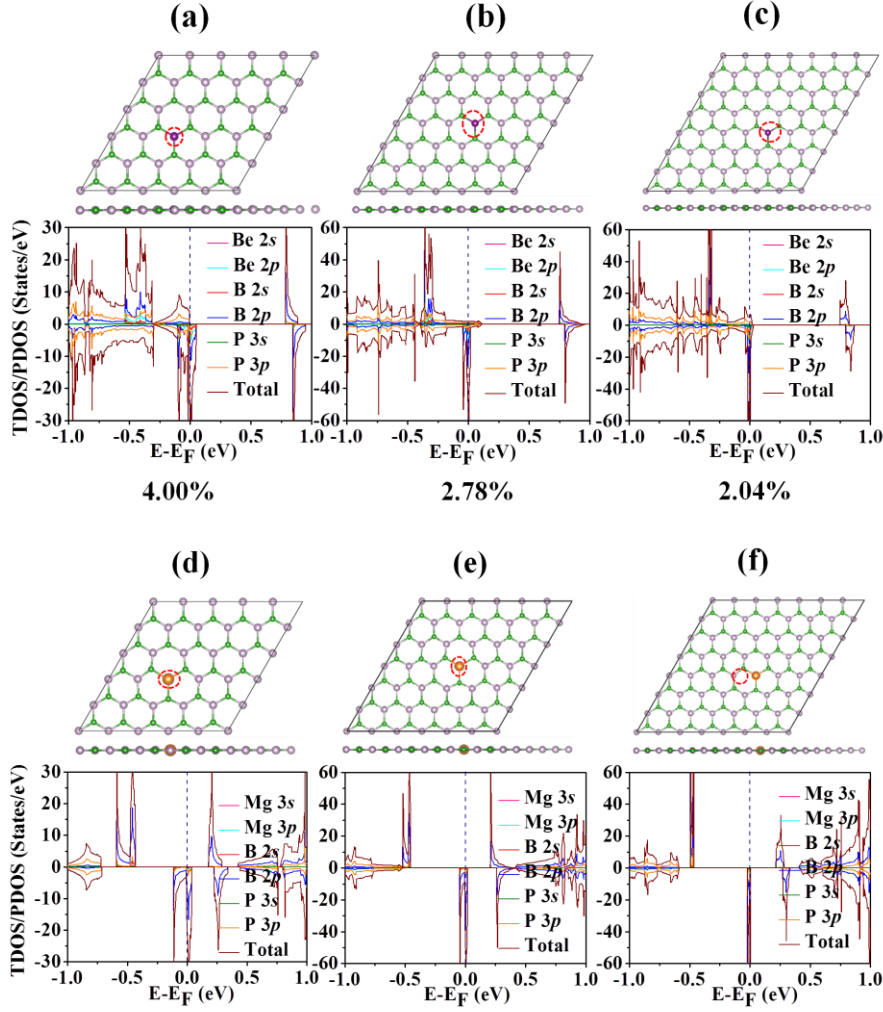 (a) (b) (c)
30 60 60
Be 2s Be 2s Be 2s
20 40 40
Be 2p Be 2p Be 2p
10 B 2s 20 B 2s 20 B 2s
0 B 2p 0 B 2p 0 B 2p
-10 P 3s -20 P 3s -20 P 3s
P 3p P 3p P 3p
-20 -40 -40
Total Total Total
-30 -60 -60
TDOS/PDOS (States/eV)
-1.0 -0.5 0.0 0.5 1.0 -1.0 -0.5 0.0 0.5 1.0 -1.0 -0.5 0.0 0.5 1.0
E-EF (eV) E-EF (eV) E-EF (eV)
4.00% 2.78% 2.04%
(d) (e) (f)
30 60 60
Mg 3s Mg 3s Mg 3s
20 40 40
Mg 3p Mg 3p Mg 3p
10 B 2s 20 B 2s 20 B 2s
0 B 2p 0 B 2p 0 B 2p
-10 P 3s -20 P 3s -20 P 3s
P 3p P 3p P 3p
-20 -40 -40
Total Total Total
-30 -60 -60
TDOS/PDOS (States/eV)
-1.0 -0.5 0.0 0.5 1.0 -1.0 -0.5 0.0 0.5 1.0 -1.0 -0.5 0.0 0.5 1.0
E-EF (eV) E-EF (eV) E-EF (eV)